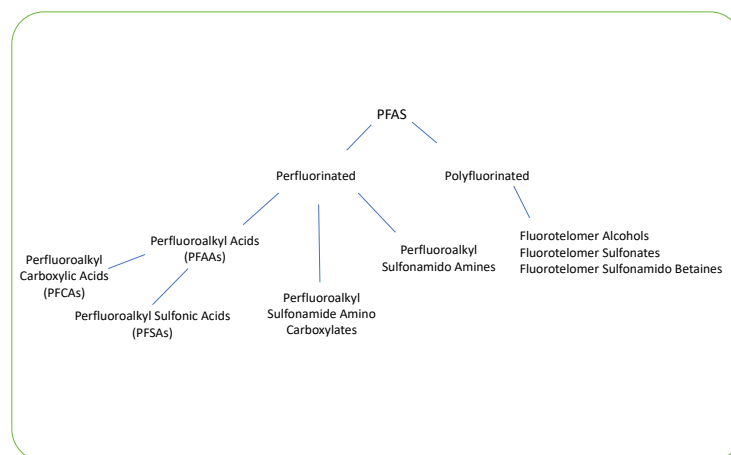 PFAS
Perfluorinated
Polyfluorinated
Perfluoroalkyl Acids
(PFAAs)
Perfluoroalkyl
Carboxylic Acids
(PFCAs)
Perfluoroalkyl Sulfonic Acids
(PFSAs)
Perfluoroalkyl
Sulfonamide Amino
Carboxylates
Perfluoroalkyl
Sulfonamido Amines
Fluorotelomer Alcohols
Fluorotelomer Sulfonates
Fluorotelomer Sulfonamido Betaines